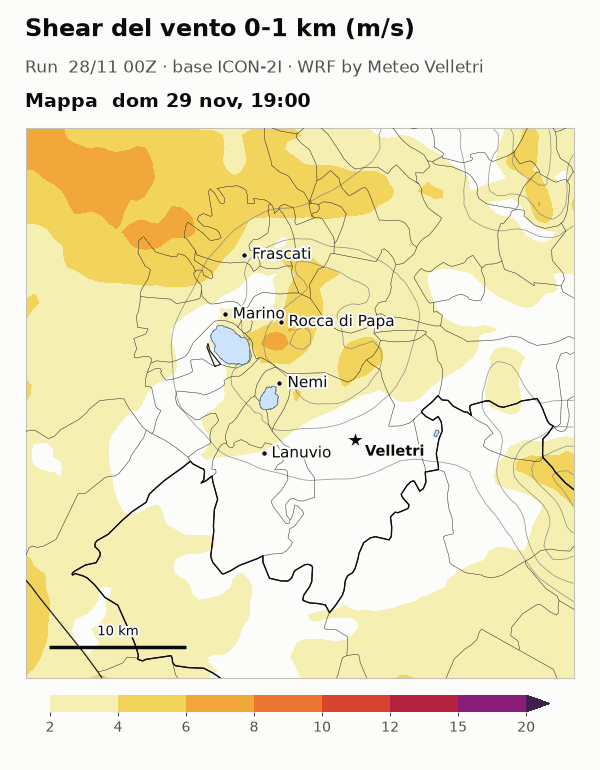 Shear del vento 0-1 km (m/s)
Run  28/11 00Z · base ICON-2I · WRF by Meteo Velletri
Mappa  dom 29 nov, 19:00
Frascati
Marino
Rocca di Papa
Nemi
Velletri
Lanuvio
10 km
2 4 6 8 10 12 15 20